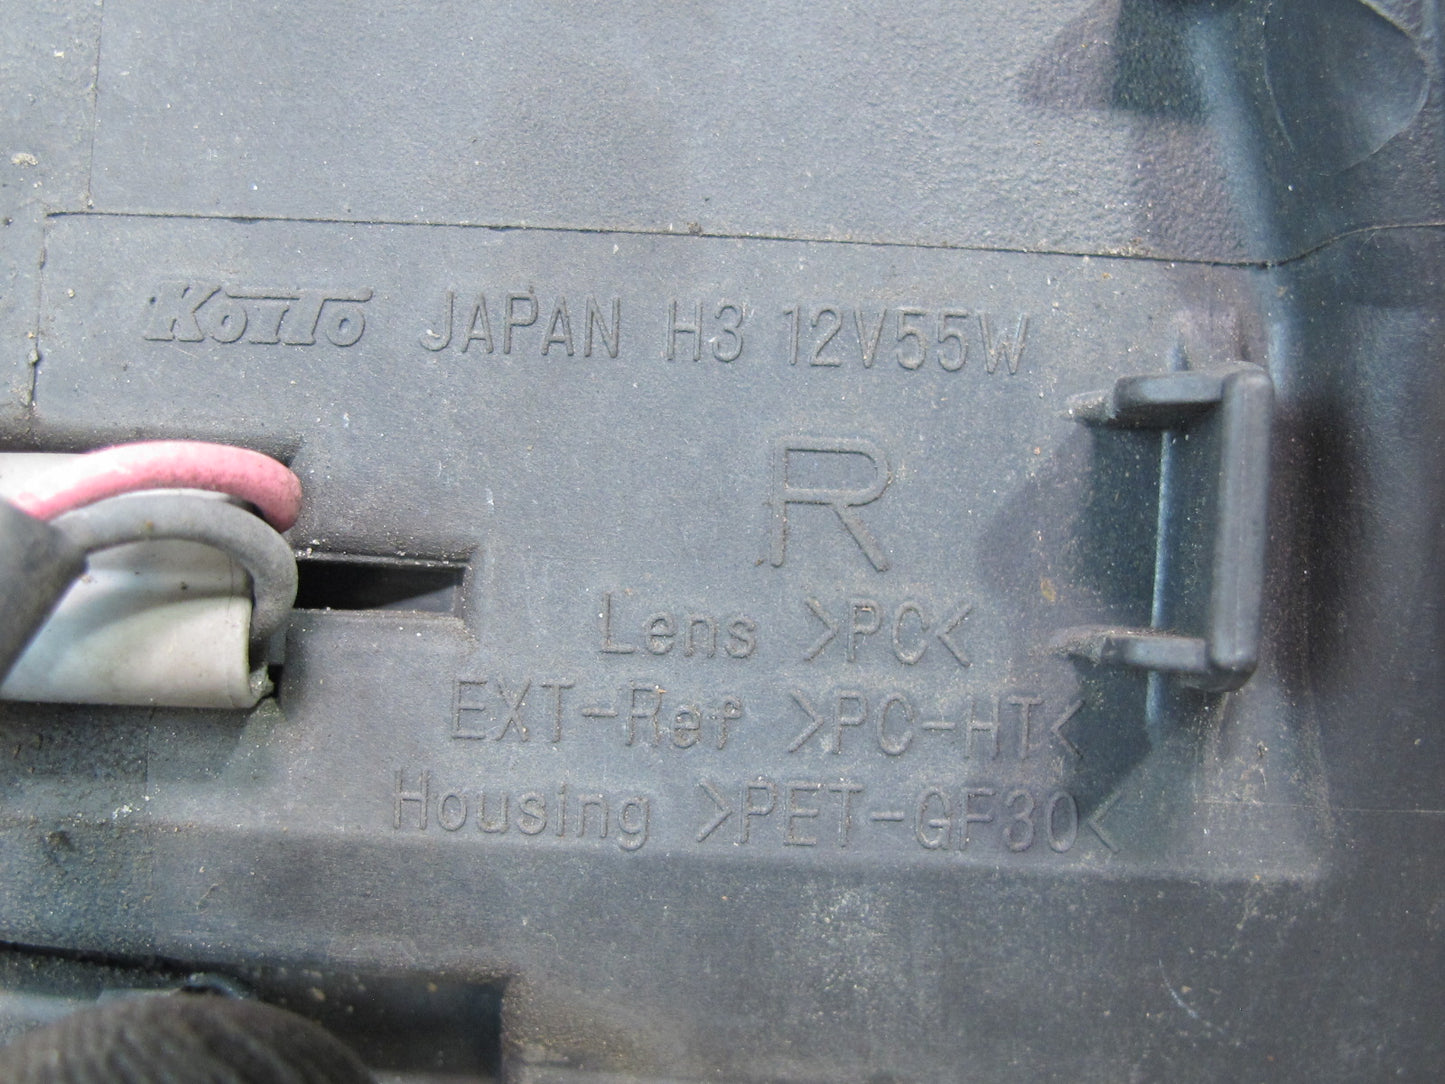 KOITO JAPAN H3 12V55W
R
Lens >PC<
EXT-Ref >PC-HT<
Housing >PET-GF30<